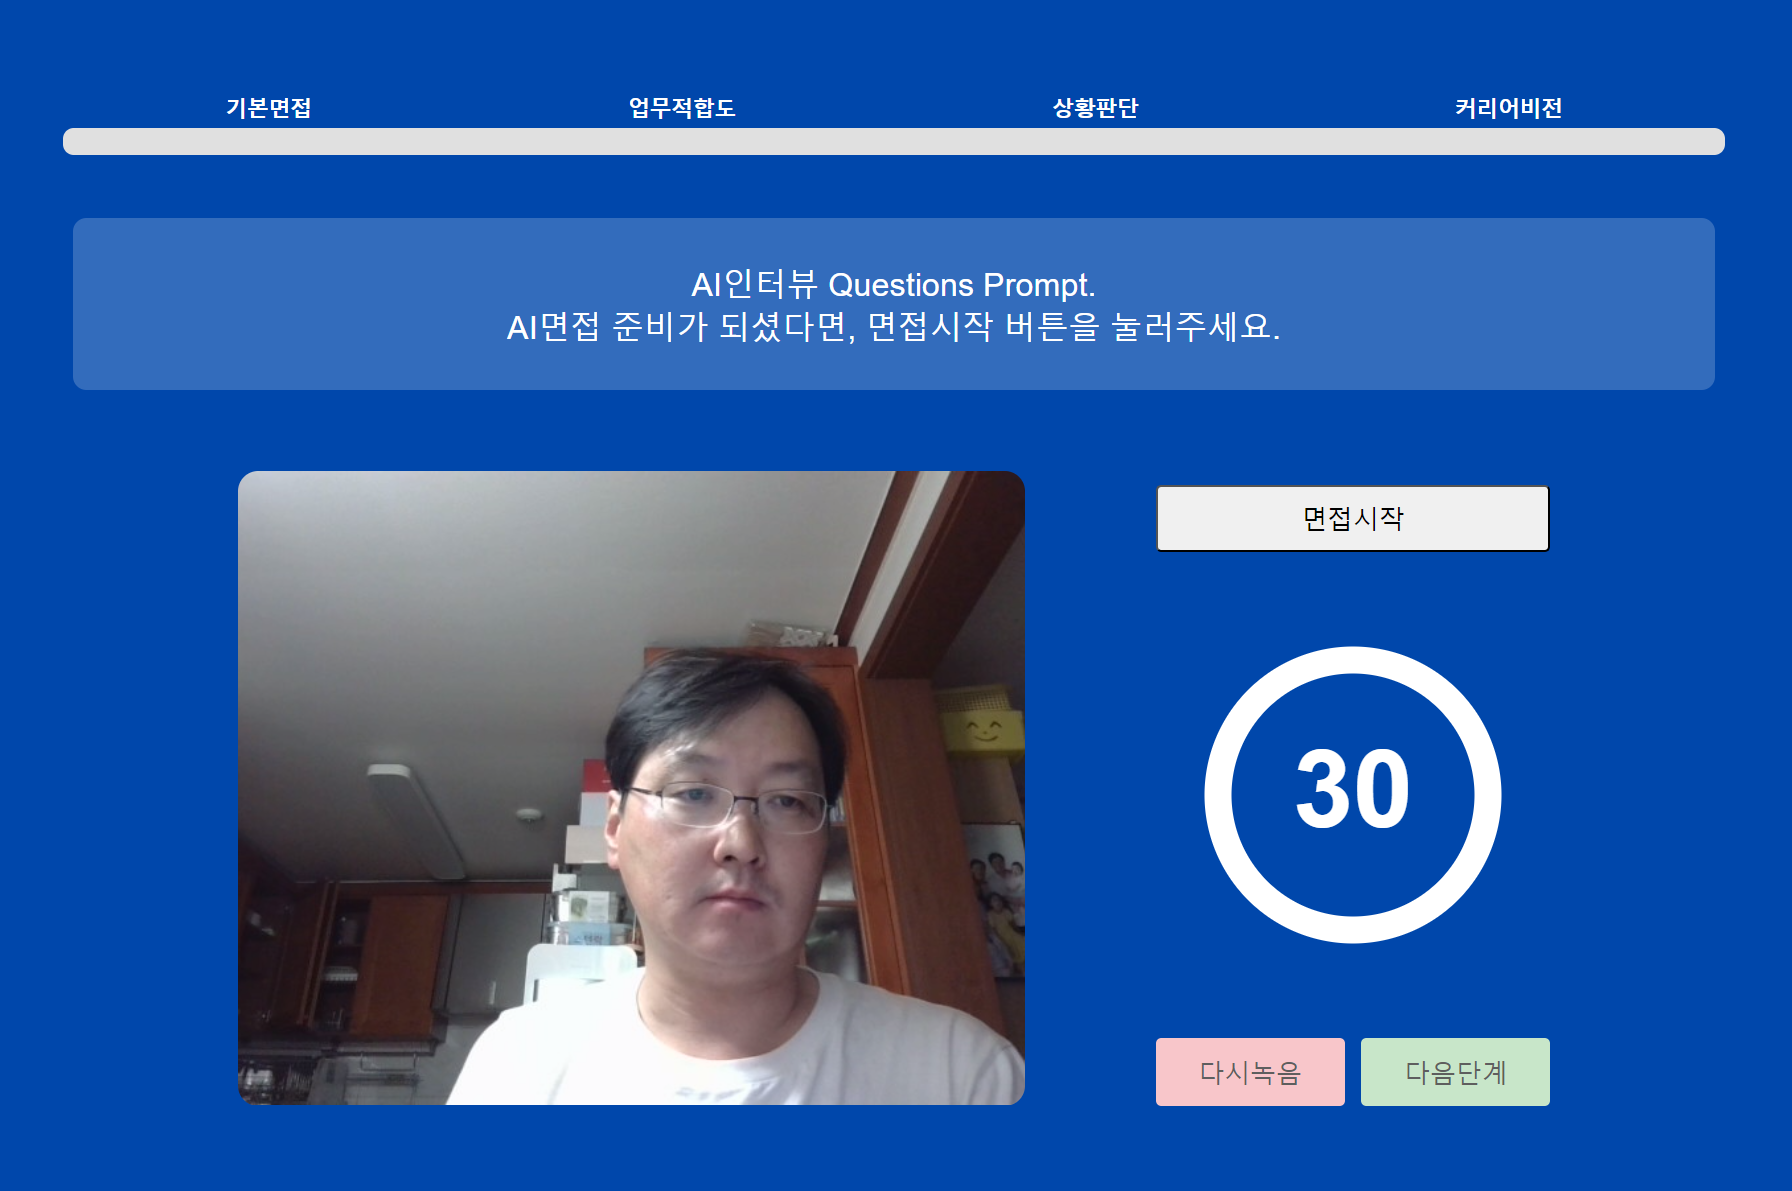 기본면접 업무적합도 상황판단 커리어비전
AI인터뷰 Questions Prompt.
AI면접 준비가 되셨다면, 면접시작 버튼을 눌러주세요.
면접시작
30
다시녹음 다음단계